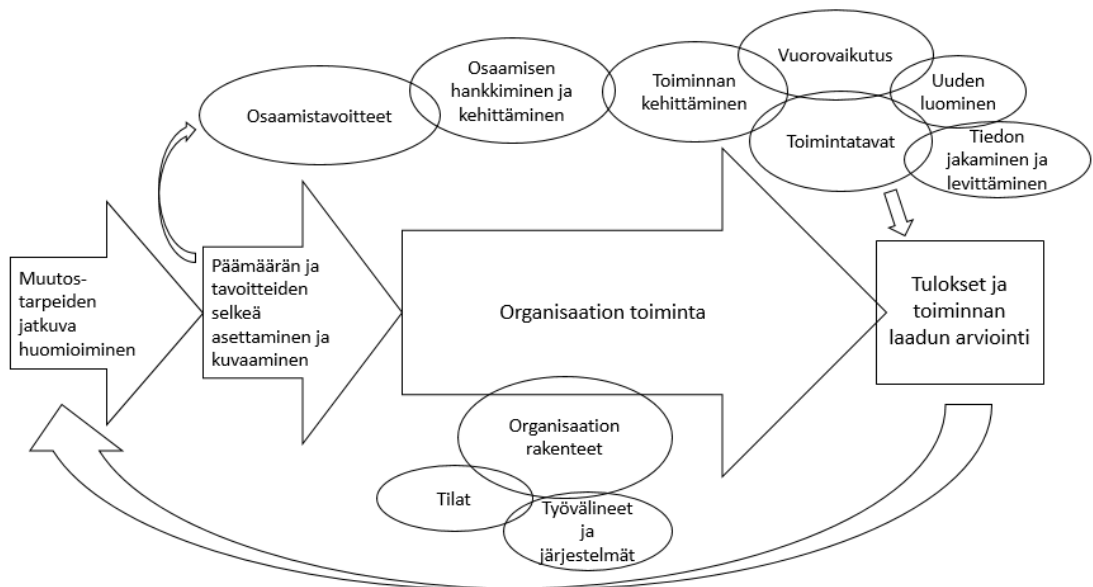 Osaamistavoitteet
Osaamisen
hankkiminen ja
kehittäminen
Toiminnan
kehittäminen
Vuorovaikutus
Uuden
luominen
Toimintatavat
Tiedon
jakaminen ja
levittäminen
Muutos-
tarpeiden
jatkuva
huomioiminen
Päämäärän ja
tavoitteiden
selkeä
asettaminen ja
kuvaaminen
Organisaation toiminta
Tulokset ja
toiminnan
laadun arviointi
Organisaation
rakenteet
Tilat
Työvälineet
ja
järjestelmät